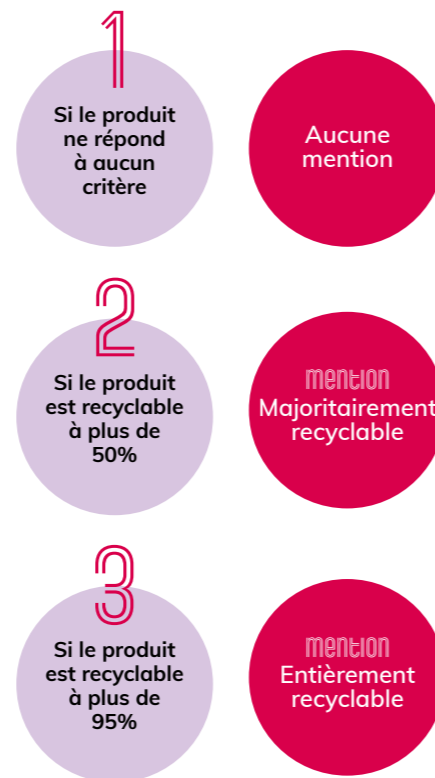 1
Si le produit
ne répond
à aucun
critère
Aucune
mention
2
Si le produit
est recyclable
à plus de
50%
mention
Majoritairement
recyclable
3
Si le produit
est recyclable
à plus de
95%
mention
Entièrement
recyclable